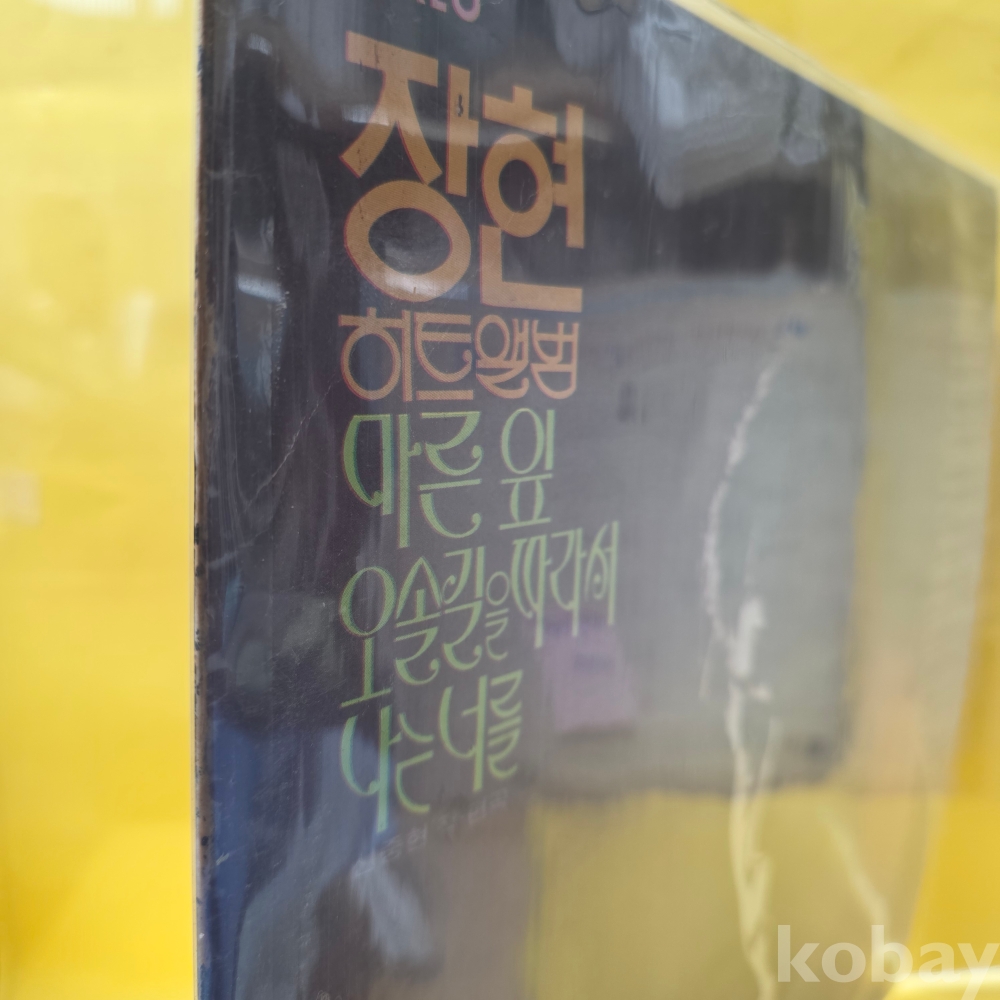 장현
히트앨범
마른 잎
오솔길을 따라서
나는 너를
kobay